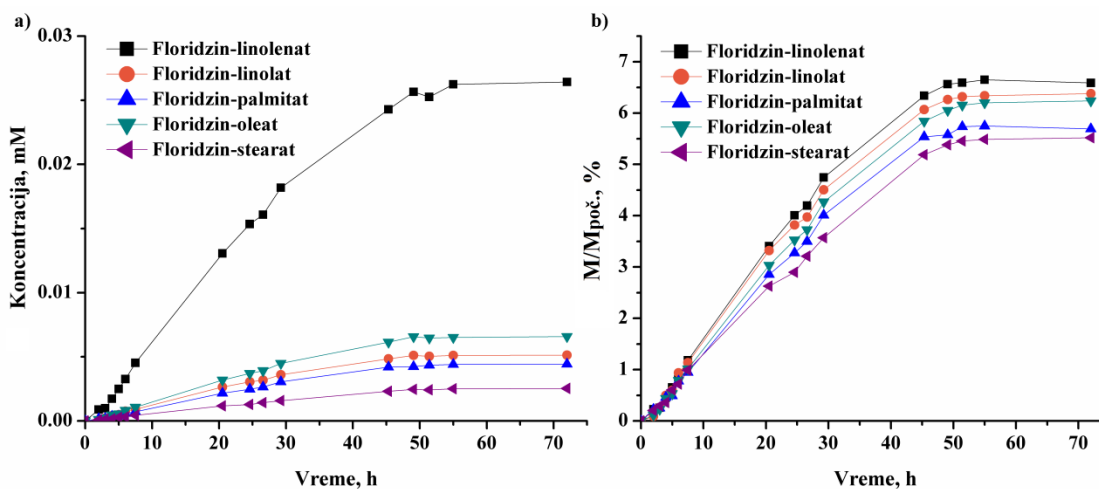 a)
Koncentracija, mM
0.03
0.02
0.01
0.00
Floridzin-linolenat
Floridzin-linolat
Floridzin-palmitat
Floridzin-oleat
Floridzin-stearat
0 10 20 30 40 50 60 70
Vreme, h
b)
M/Mpoč., %
7
6
5
4
3
2
1
0
Floridzin-linolenat
Floridzin-linolat
Floridzin-palmitat
Floridzin-oleat
Floridzin-stearat
0 10 20 30 40 50 60 70
Vreme, h